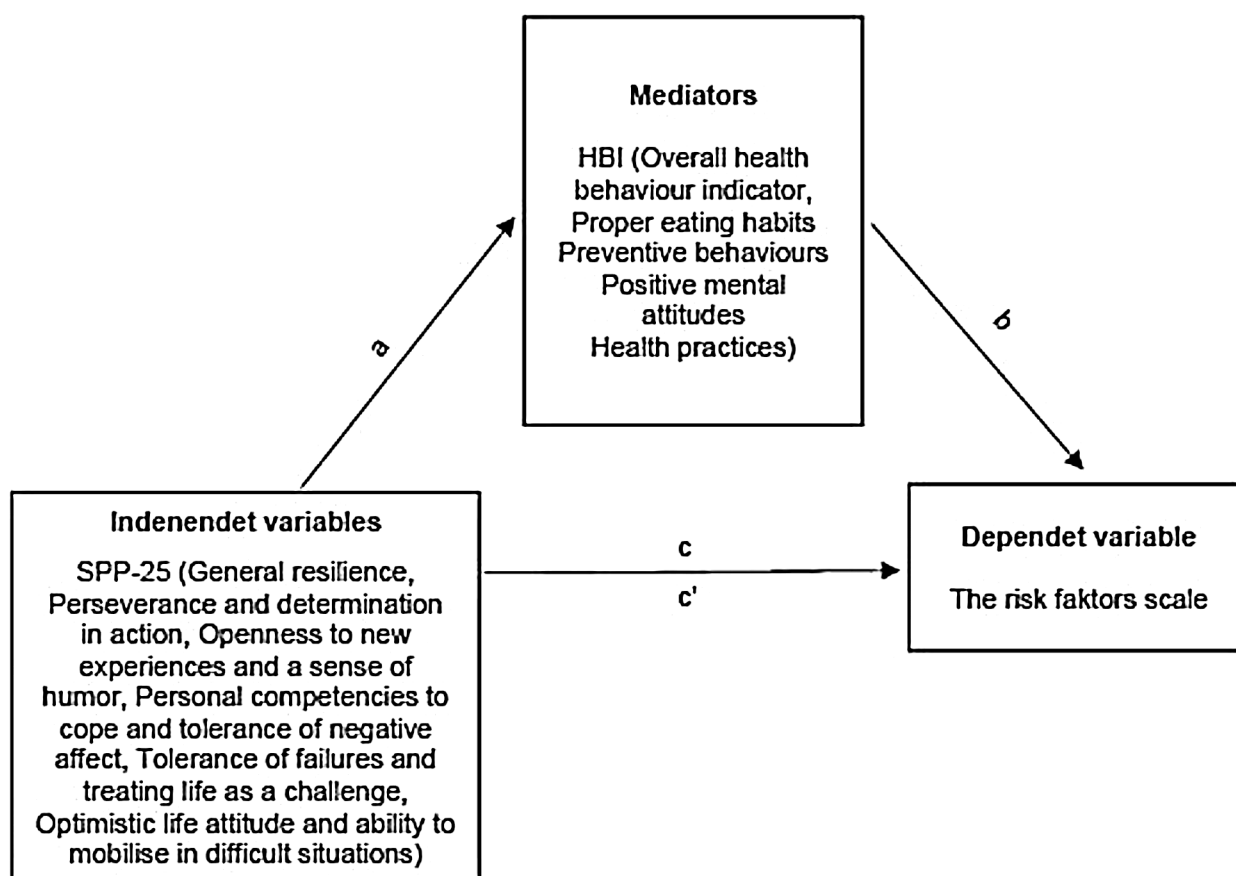 Mediators
HBI (Overall health
behaviour indicator,
Proper eating habits
Preventive behaviours
Positive mental
attitudes
Health practices)
a
b
Indenendet variables
SPP-25 (General resilience,
Perseverance and determination
in action, Openness to new
experiences and a sense of
humor, Personal competencies to
cope and tolerance of negative
affect, Tolerance of failures and
treating life as a challenge,
Optimistic life attitude and ability to
mobilise in difficult situations)
c
c'
Dependet variable
The risk faktors scale